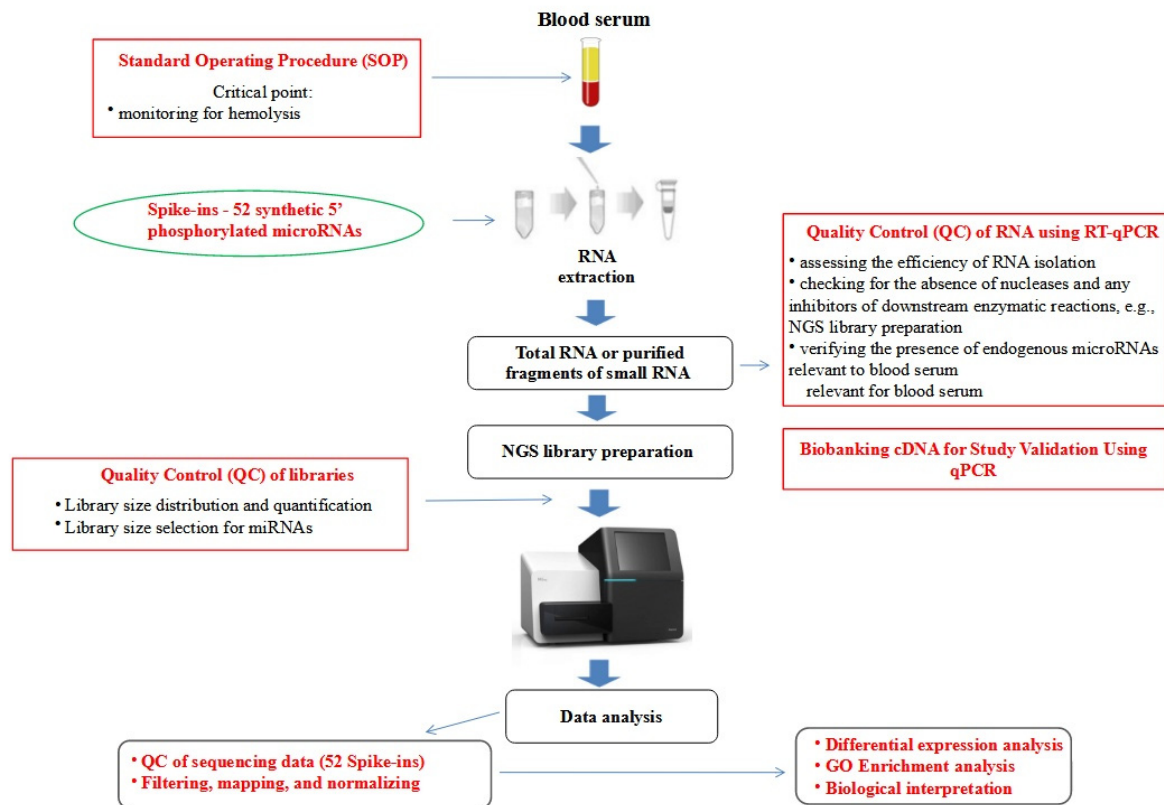 Blood serum
Standard Operating Procedure (SOP)
Critical point:
• monitoring for hemolysis
Spike-ins - 52 synthetic 5’
phosphorylated microRNAs
RNA
extraction
Quality Control (QC) of RNA using RT-qPCR
• assessing the efficiency of RNA isolation
• checking for the absence of nucleases and any
inhibitors of downstream enzymatic reactions, e.g.,
NGS library preparation
• verifying the presence of endogenous microRNAs
relevant to blood serum
relevant for blood serum
Total RNA or purified
fragments of small RNA
NGS library preparation
Biobanking cDNA for Study Validation Using
qPCR
Quality Control (QC) of libraries
• Library size distribution and quantification
• Library size selection for miRNAs
Data analysis
• QC of sequencing data (52 Spike-ins)
• Filtering, mapping, and normalizing
• Differential expression analysis
• GO Enrichment analysis
• Biological interpretation